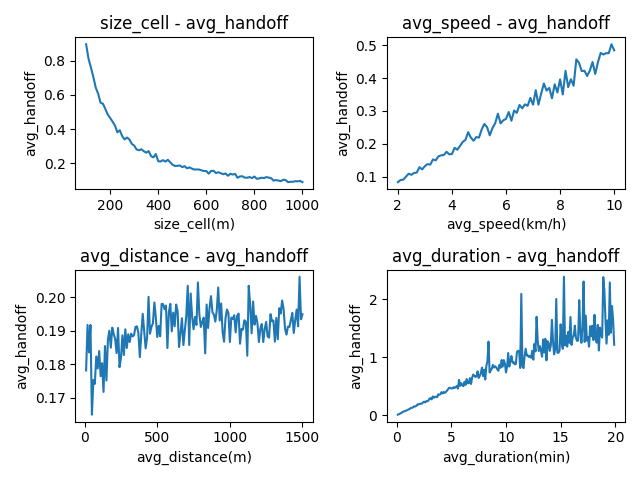 size_cell - avg_handoff
avg_handoff
0.8
0.6
0.4
0.2
200
400
600
800
1000
size_cell(m)
avg_speed - avg_handoff
avg_handoff
0.5
0.4
0.3
0.2
0.1
2
4
6
8
10
avg_speed(km/h)
avg_distance - avg_handoff
avg_handoff
0.20
0.19
0.18
0.17
0
500
1000
1500
avg_distance(m)
avg_duration - avg_handoff
avg_handoff
2
1
0
0
5
10
15
20
avg_duration(min)